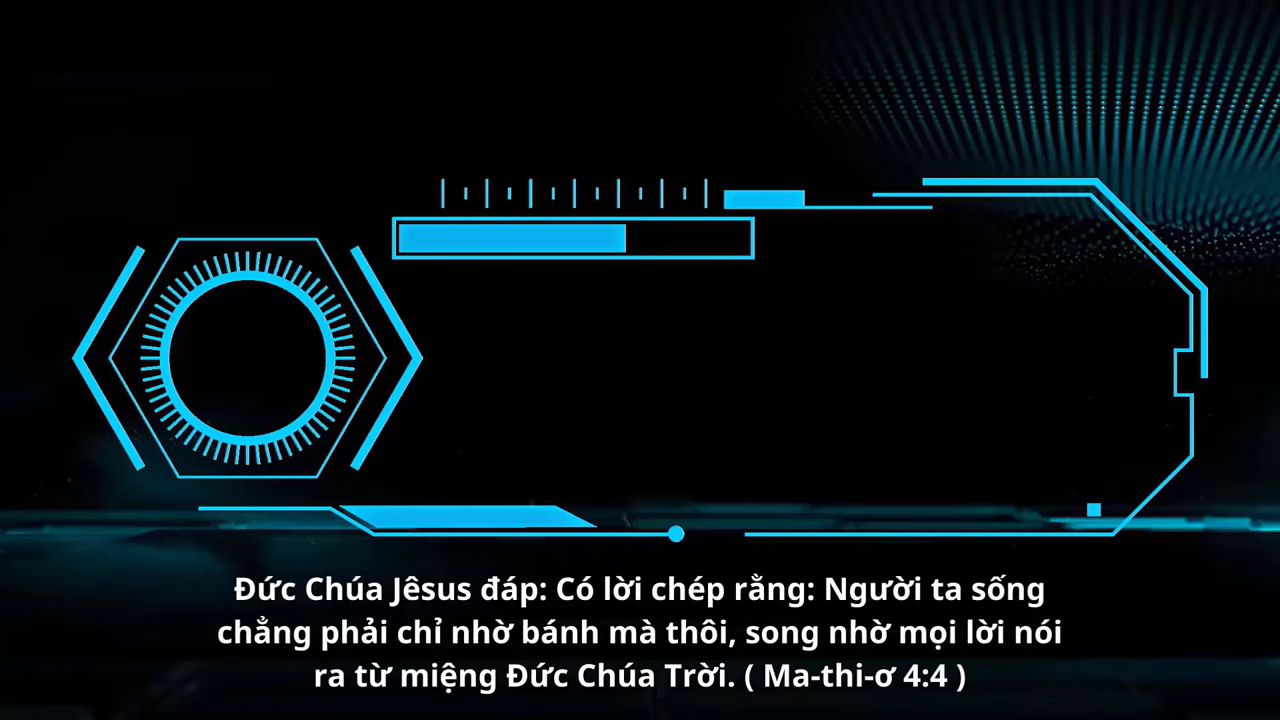 Đức Chúa Jêsus đáp: Có lời chép rằng: Người ta sống
chẳng phải chỉ nhờ bánh mà thôi, song nhờ mọi lời nói
ra từ miệng Đức Chúa Trời. ( Ma-thi-ơ 4:4 )